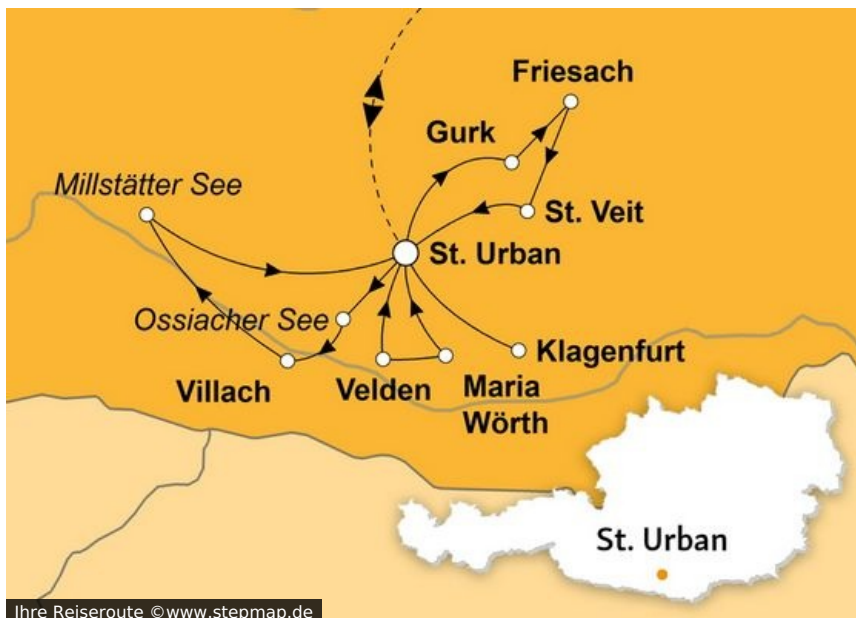 Friesach
Gurk
Millstätter See
St. Veit
St. Urban
Ossiacher See
Klagenfurt
Villach
Velden
Maria
Wörth
St. Urban
Ihre Reiseroute ©www.stepmap.de